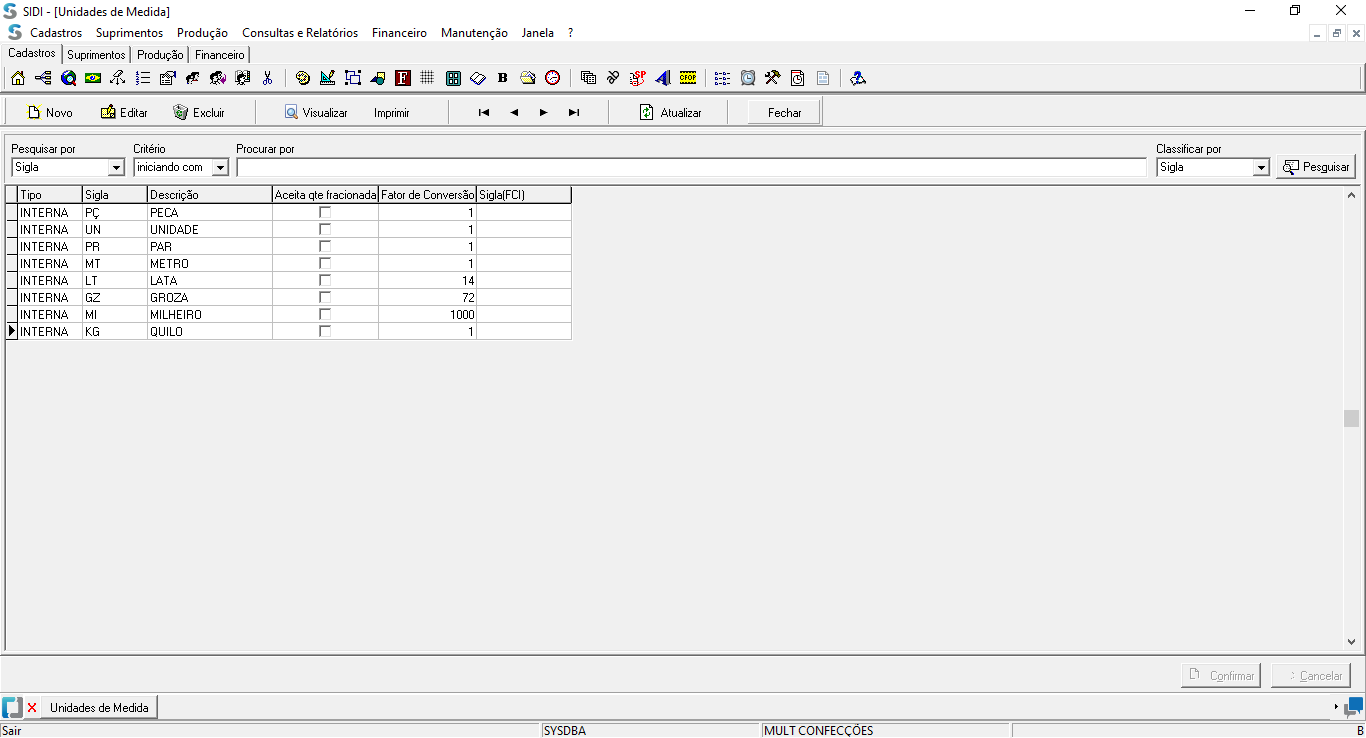 SIDI - [Unidades de Medida]
Cadastros Suprimentos Produção Consultas e Relatórios Financeiro Manutenção Janela ?
Cadastros Suprimentos Produção Financeiro
F B SP CFOP
Novo Editar Excluir Visualizar Imprimir Atualizar Fechar
Pesquisar por Critério Procurar por Classificar por
Sigla iniciando com Sigla Pesquisar
Tipo Sigla Descrição Aceita qte fracionada Fator de Conversão Sigla(FCI)
INTERNA PÇ PECA 1
INTERNA UN UNIDADE 1
INTERNA PR PAR 1
INTERNA MT METRO 1
INTERNA LT LATA 14
INTERNA GZ GROZA 72
INTERNA MI MILHEIRO 1000
INTERNA KG QUILO 1
Confirmar Cancelar
Unidades de Medida
Sair SYSDBA MULT CONFECÇÕES B